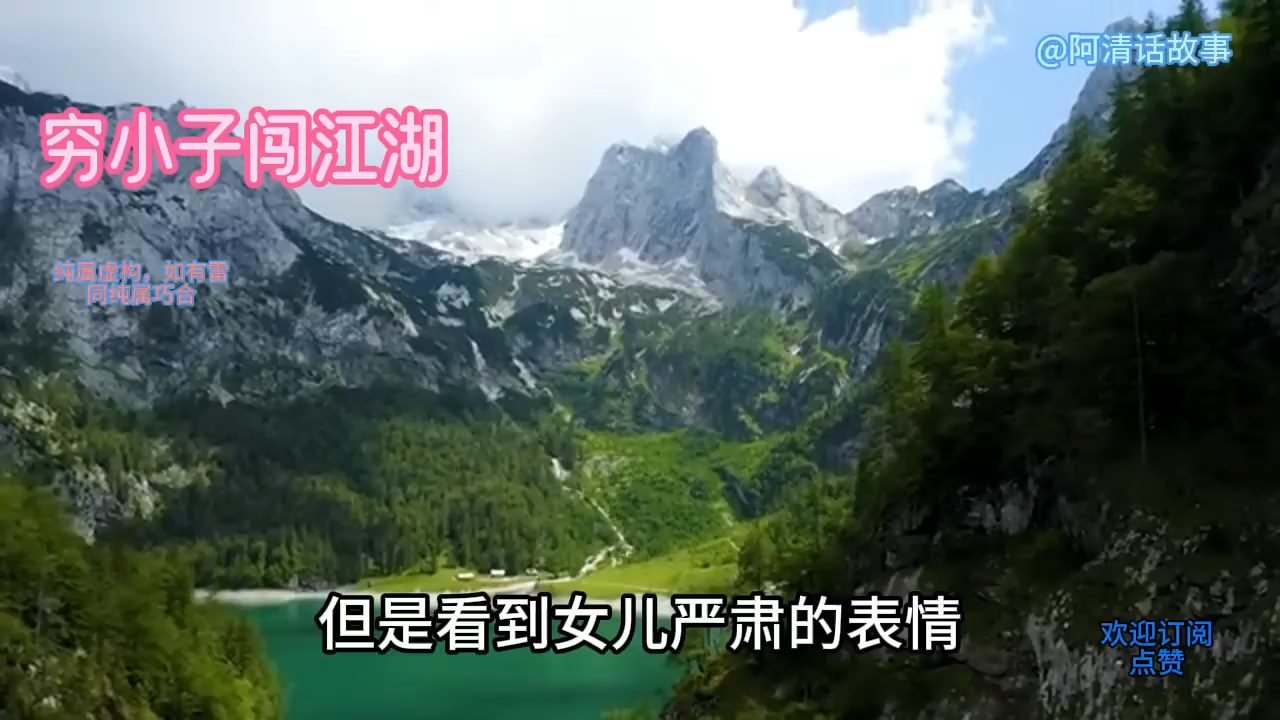 @阿清话故事
穷小子闯江湖
纯属虚构，如有雷
同纯属巧合
但是看到女儿严肃的表情
欢迎订阅
点赞